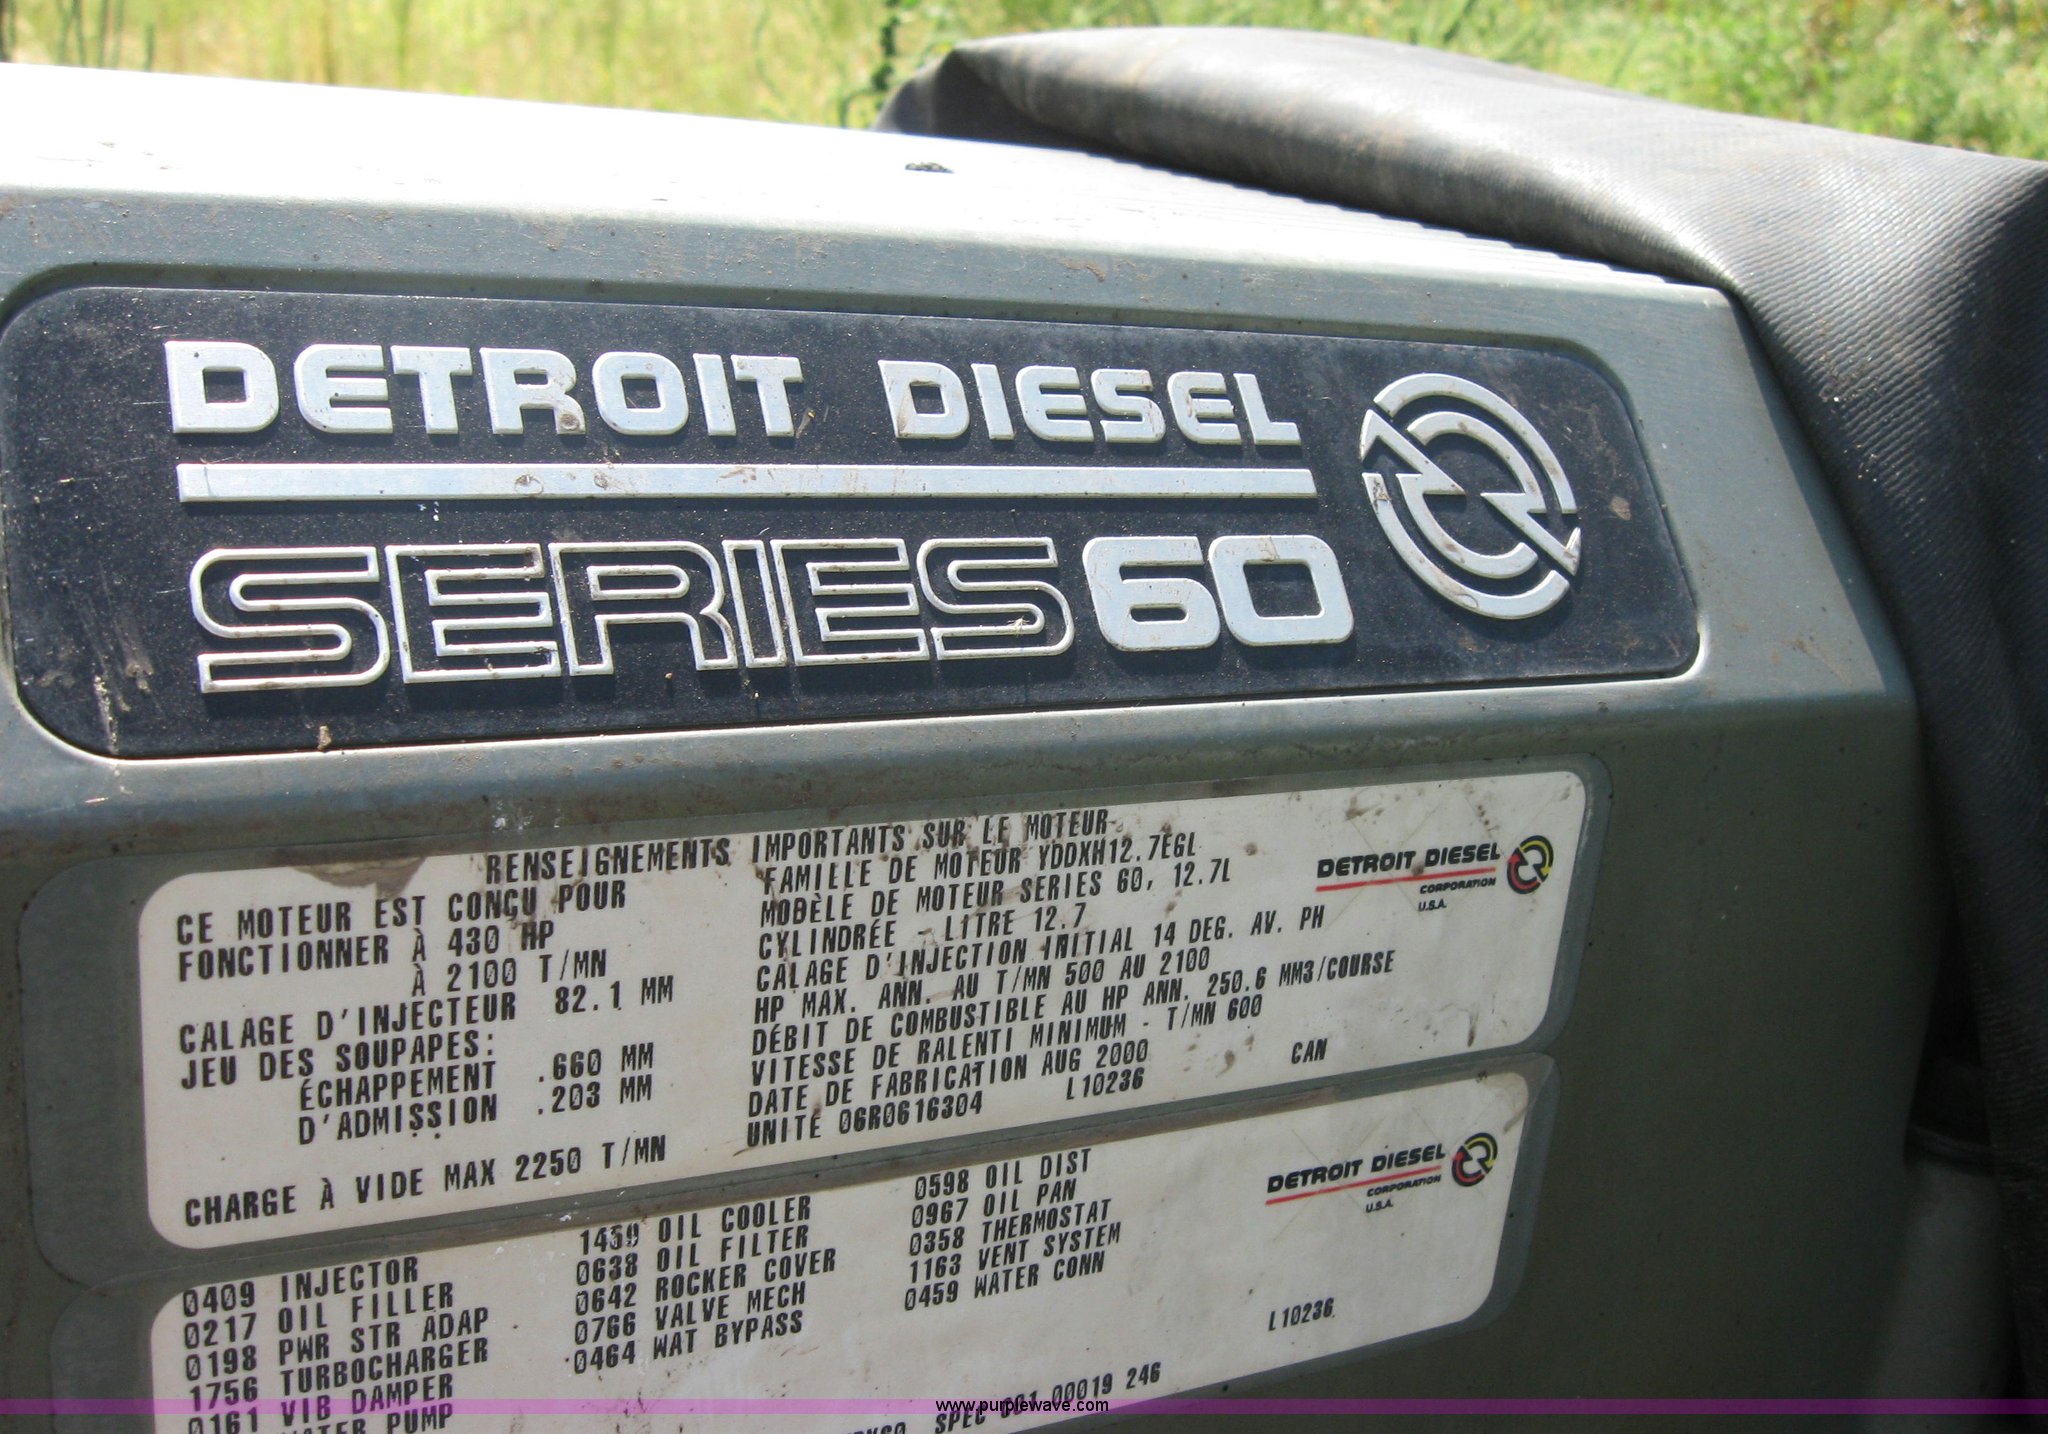 DETROIT DIESEL
SERIES 60
RENSEIGNEMENTS IMPORTANTS SUR LE MOTEUR
CE MOTEUR EST CONÇU POUR
FONCTIONNER À 430 HP
À 2100 T/MN
CALAGE D'INJECTEUR 82.1 MM
JEU DES SOUPAPES:
ÉCHAPPEMENT .660 MM
D'ADMISSION .203 MM
CHARGE À VIDE MAX 2250 T/MN
FAMILLE DE MOTEUR YDDXH12.7EGL
MODÈLE DE MOTEUR SERIES 60, 12.7L
CYLINDRÉE - LITRE 12.7
CALAGE D'INJECTION INITIAL 14 DEG. AV. PH
HP MAX. ANN. AU T/MN 500 AU 2100
DÉBIT DE COMBUSTIBLE AU HP ANN. 250.6 MM3/COURSE
VITESSE DE RALENTI MINIMUM - T/MN 600
DATE DE FABRICATION AUG 2000
CAN
UNITÉ 06R0616304 L10236
DETROIT DIESEL
CORPORATION
U.S.A.
0409 INJECTOR
0217 OIL FILLER
0198 PWR STR ADAP
1756 TURBOCHARGER
0161 VIB DAMPER
WATER PUMP
OIL COOLER
0638 OIL FILTER
0642 ROCKER COVER
0766 VALVE MECH
0464 WAT BYPASS
0598 OIL DIST
0967 OIL PAN
0358 THERMOSTAT
1163 VENT SYSTEM
0459 WATER CONN
DETROIT DIESEL
CORPORATION
U.S.A.
L10236
SPEC 00019 246
www.purplewave.com